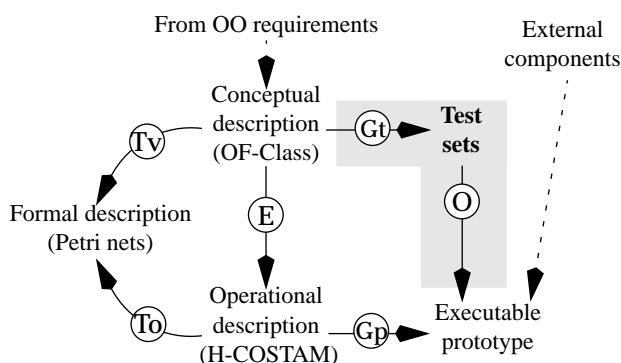 From OO requirements
External
components
Conceptual
description
(OF-Class)
Gt
Test
sets
Tv
Formal description
(Petri nets)
E
O
To
Operational
description
(H-COSTAM)
Gp
Executable
prototype